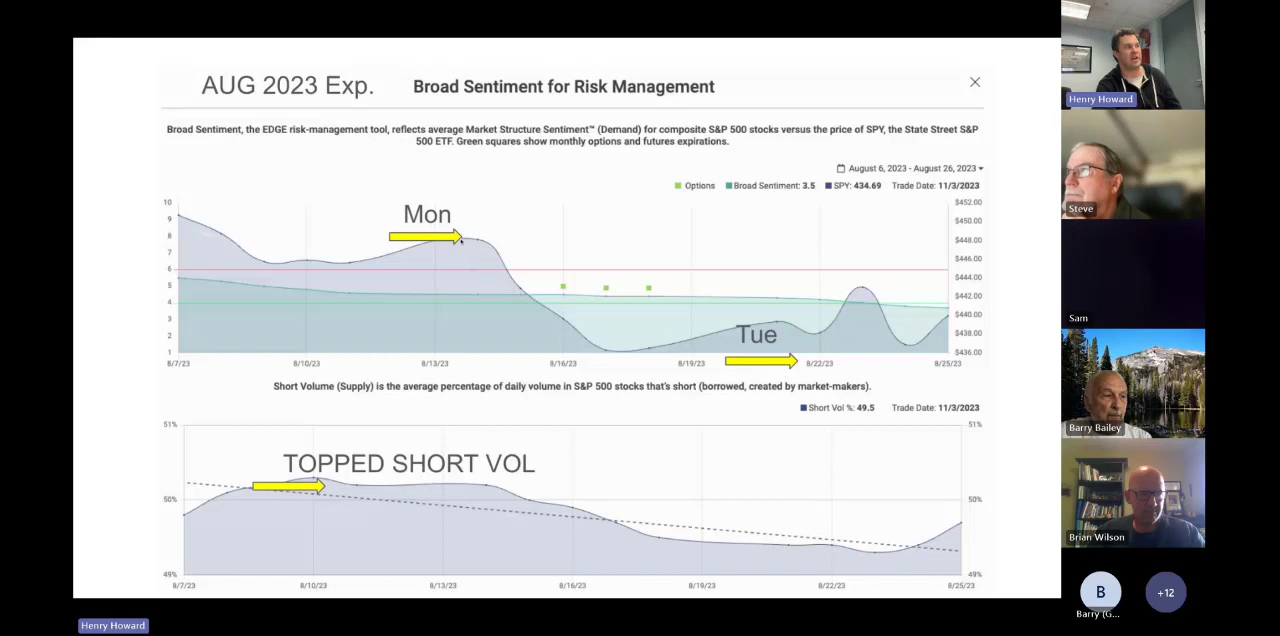 AUG 2023 Exp.
Broad Sentiment for Risk Management
Broad Sentiment, the EDGE risk-management tool, reflects average Market Structure Sentiment™ (Demand) for composite S&P 500 stocks versus the price of SPY, the State Street S&P
500 ETF. Green squares show monthly options and futures expirations.
August 6, 2023 - August 26, 2023
Options Broad Sentiment: 3.5 SPY: 434.69 Trade Date: 11/3/2023
Mon
10
9
8
7
6
5
4
3
2
1
$452.00
$450.00
$448.00
$446.00
$444.00
$442.00
$440.00
$438.00
$436.00
Tue
8/7/23 8/10/23 8/13/23 8/16/23 8/19/23 8/22/23 8/25/23
Short Volume (Supply) is the average percentage of daily volume in S&P 500 stocks that's short (borrowed, created by market-makers).
Short Vol %: 49.5 Trade Date: 11/3/2023
51% 51%
TOPPED SHORT VOL
50% 50%
49% 49%
8/7/23 8/10/23 8/13/23 8/16/23 8/19/23 8/22/23 8/25/23
Henry Howard
Henry Howard
Steve
Sam
Barry Bailey
Brian Wilson
B
Barry (G...
+12